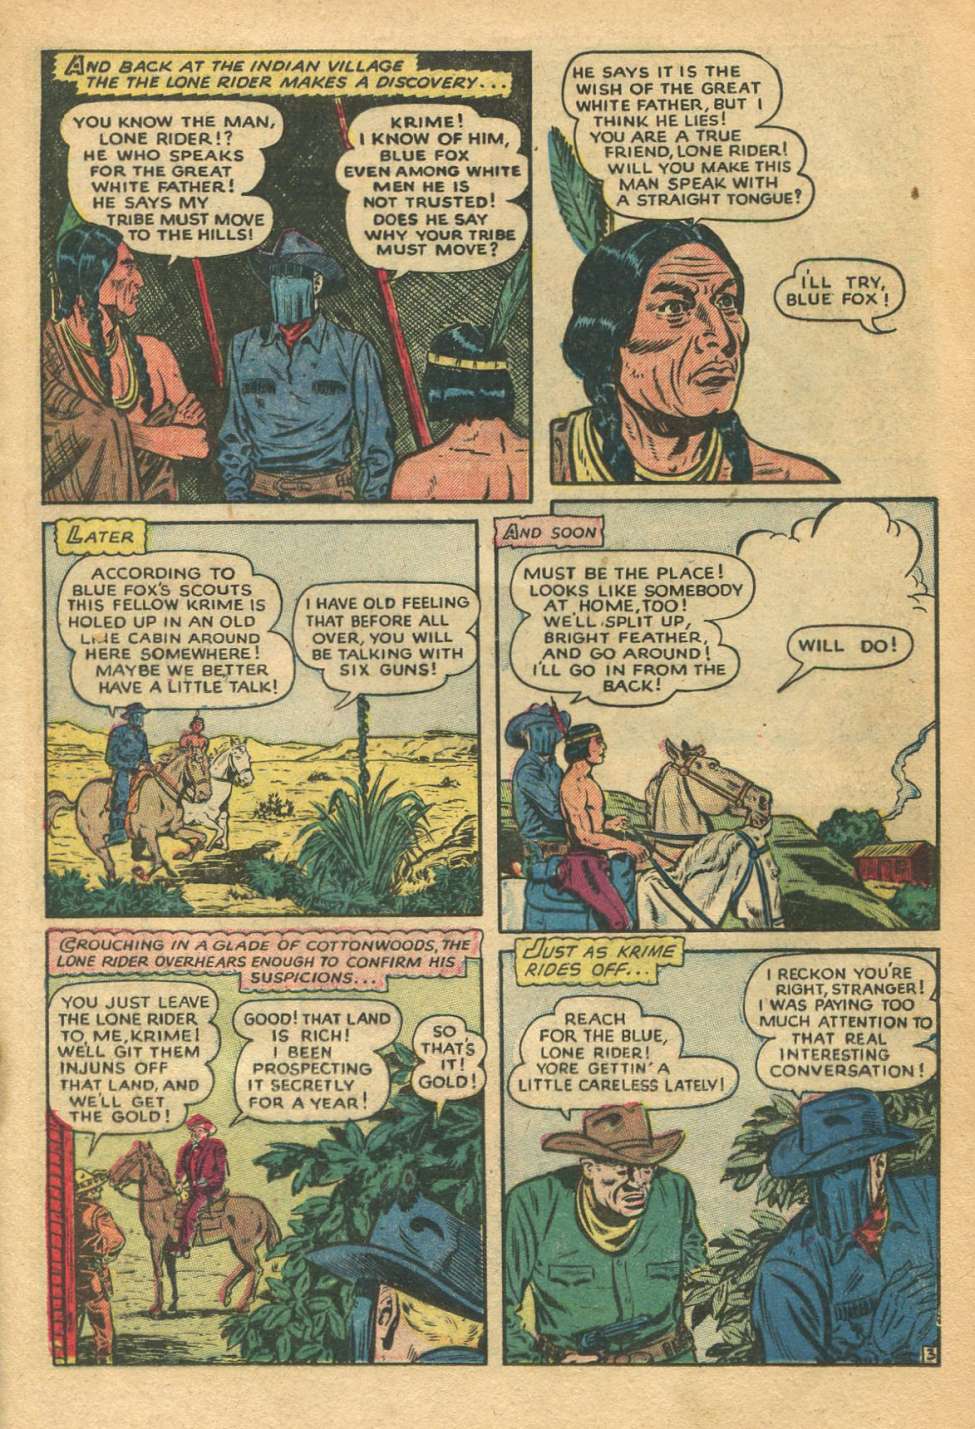 AND BACK AT THE INDIAN VILLAGE
THE THE LONE RIDER MAKES A DISCOVERY...
YOU KNOW THE MAN,
LONE RIDER!?
HE WHO SPEAKS
FOR THE GREAT
WHITE FATHER!
HE SAYS MY
TRIBE MUST MOVE
TO THE HILLS!
KRIME!
I KNOW OF HIM,
BLUE FOX
EVEN AMONG WHITE
MEN HE IS
NOT TRUSTED!
DOES HE SAY
WHY YOUR TRIBE
MUST MOVE?
HE SAYS IT IS THE
WISH OF THE GREAT
WHITE FATHER, BUT I
THINK HE LIES!
YOU ARE A TRUE
FRIEND, LONE RIDER!
WILL YOU MAKE THIS
MAN SPEAK WITH
A STRAIGHT TONGUE?
I'LL TRY,
BLUE FOX!
LATER
ACCORDING TO
BLUE FOX'S SCOUTS
THIS FELLOW KRIME IS
HOLED UP IN AN OLD
LINE CABIN AROUND
HERE SOMEWHERE!
MAYBE WE BETTER
HAVE A LITTLE TALK!
I HAVE OLD FEELING
THAT BEFORE ALL
OVER, YOU WILL
BE TALKING WITH
SIX GUNS!
AND SOON
MUST BE THE PLACE!
LOOKS LIKE SOMEBODY
AT HOME, TOO!
WE'LL SPLIT UP,
BRIGHT FEATHER,
AND GO AROUND!
I'LL GO IN FROM THE
BACK!
WILL DO!
CROUCHING IN A GLADE OF COTTONWOODS, THE
LONE RIDER OVERHEARS ENOUGH TO CONFIRM HIS
SUSPICIONS...
YOU JUST LEAVE
THE LONE RIDER
TO ME, KRIME!
WE'LL GIT THEM
INJUNS OFF
THAT LAND, AND
WE'LL GET
THE GOLD!
GOOD! THAT LAND
IS RICH!
I BEEN
PROSPECTING
IT SECRETLY
FOR A YEAR!
SO
THAT'S
IT!
GOLD!
JUST AS KRIME
RIDES OFF...
REACH
FOR THE BLUE,
LONE RIDER!
YORE GETTIN' A
LITTLE CARELESS LATELY!
I RECKON YOU'RE
RIGHT, STRANGER!
I WAS PAYING TOO
MUCH ATTENTION TO
THAT REAL
INTERESTING
CONVERSATION!
3